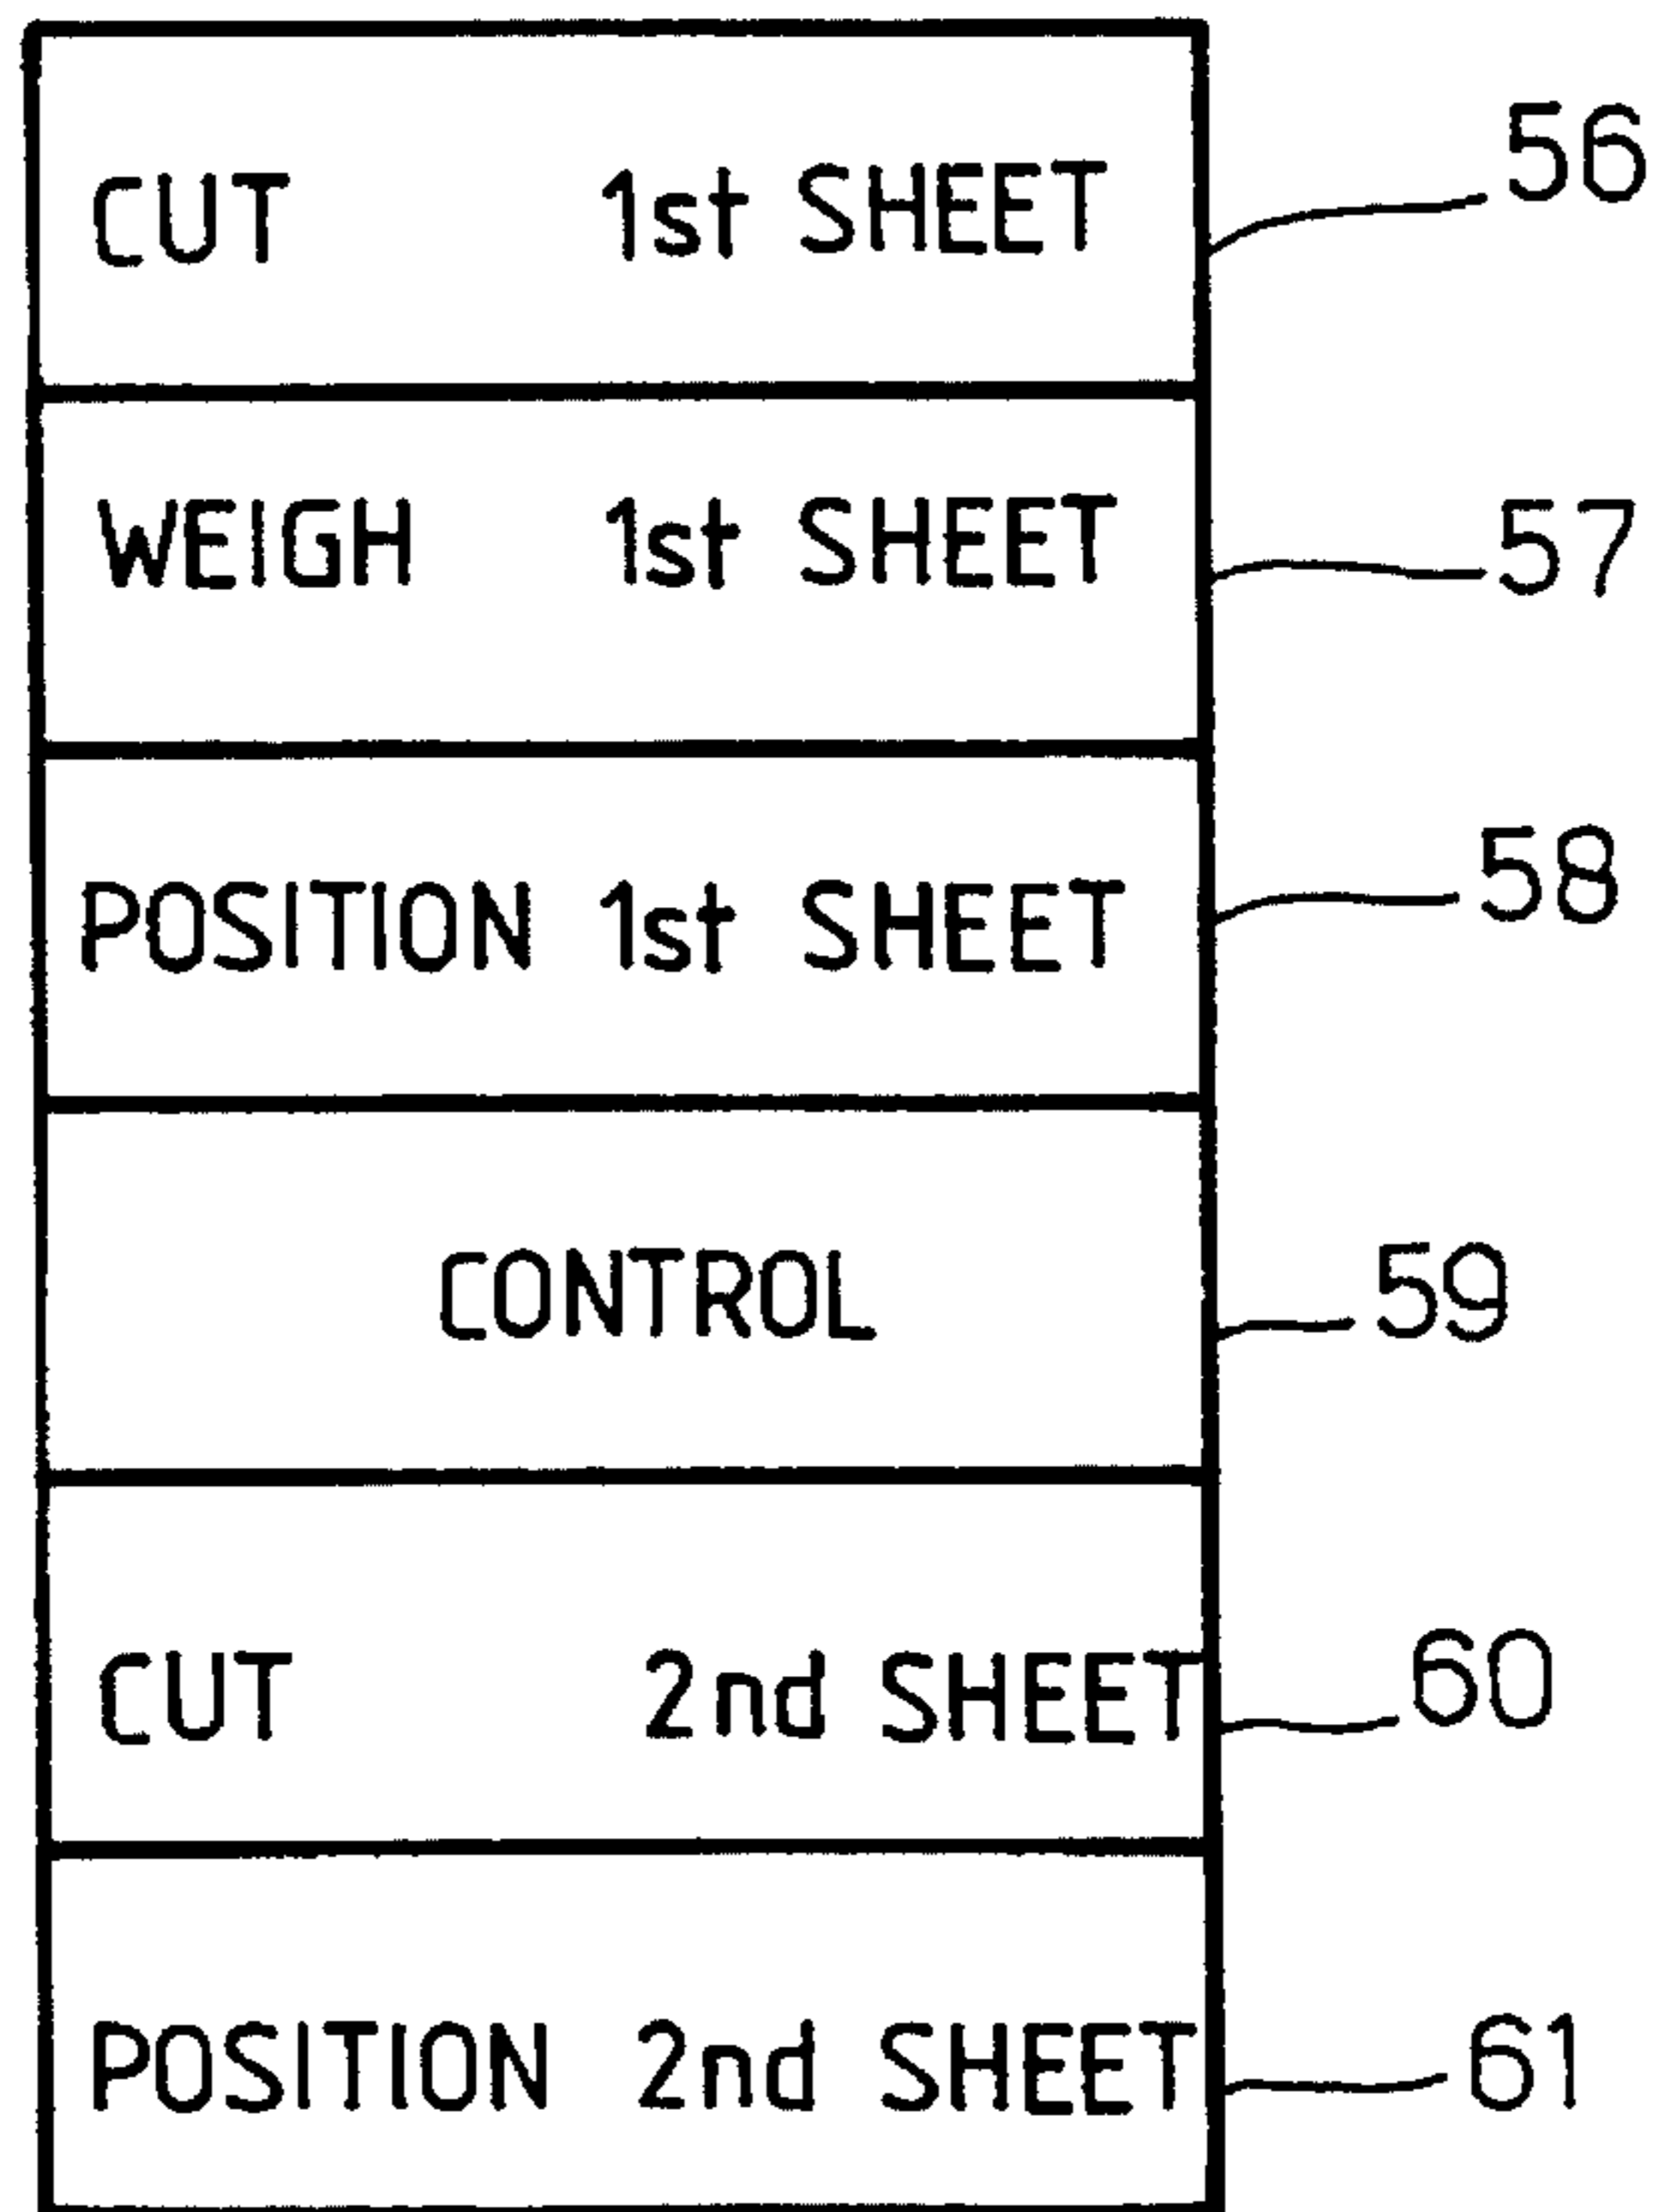 CUT 1st SHEET 56
WEIGH 1st SHEET 57
POSITION 1st SHEET 58
CONTROL 59
CUT 2nd SHEET 60
POSITION 2nd SHEET 61